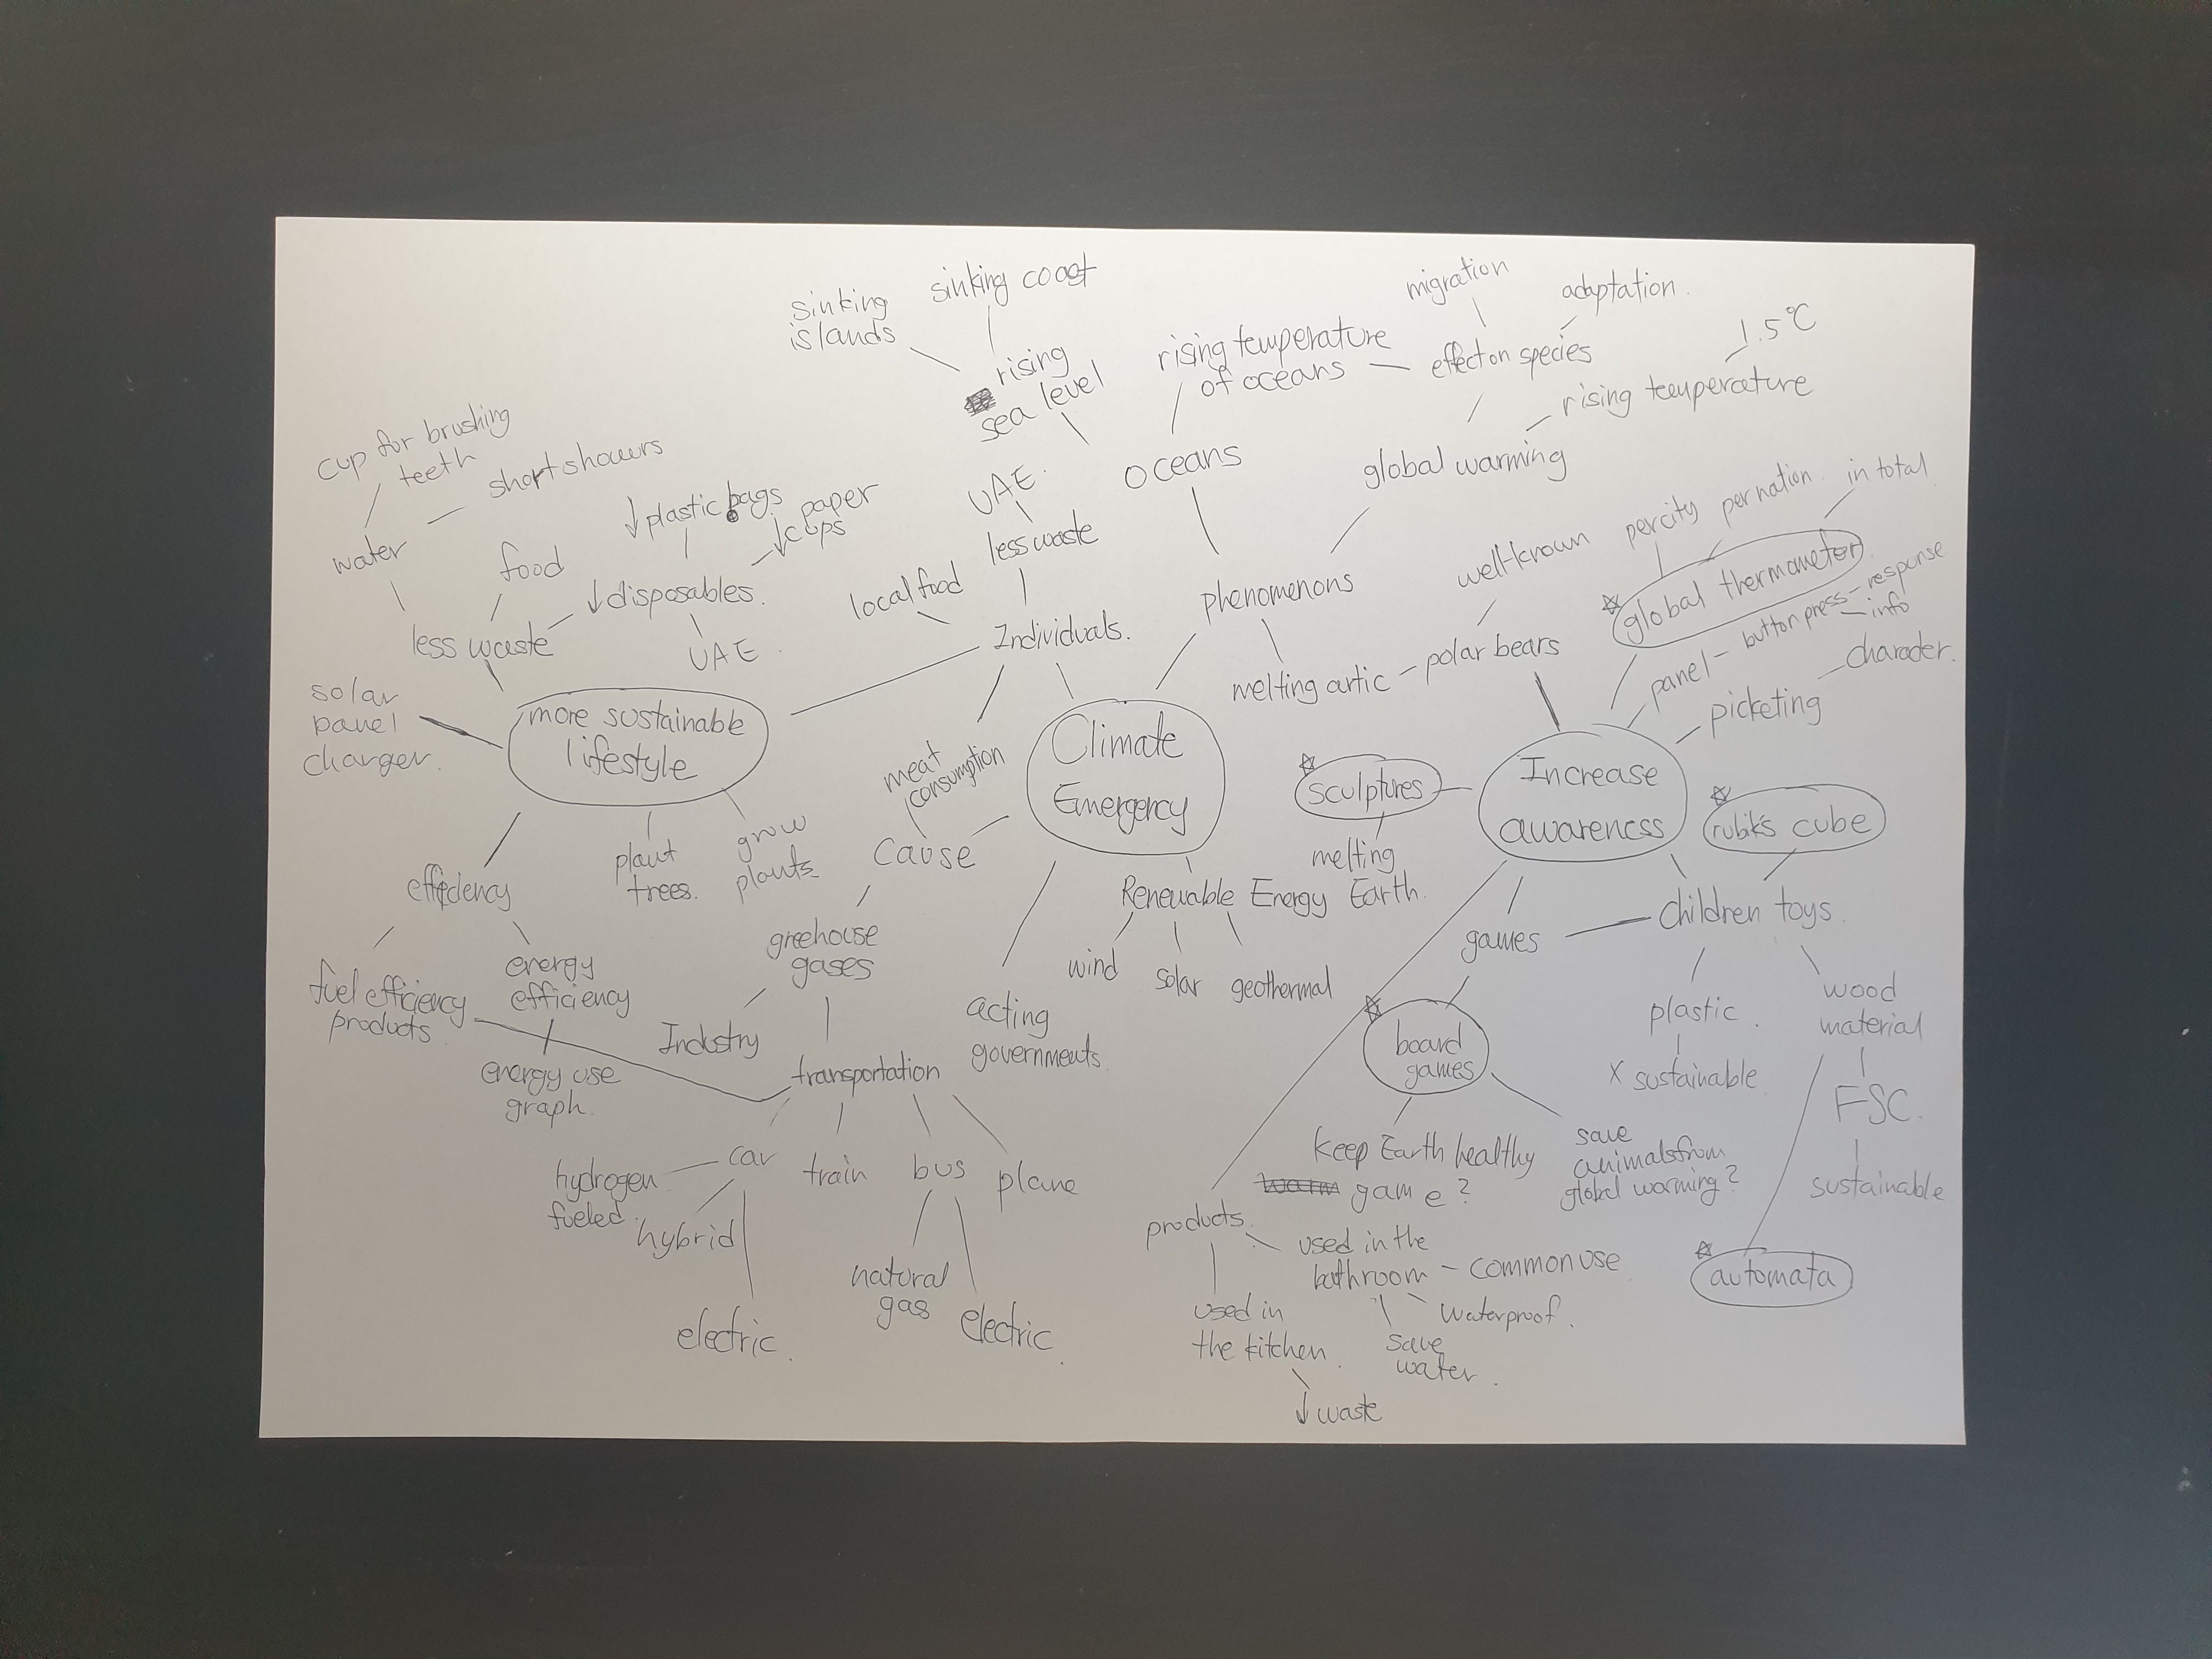 sinking coast
sinking
islands
rising
sea level
migration
adaptation.
1.5°C
rising temperature
of oceans
effect on species
rising temperature
oceans
global warming
cup for brushing
teeth
short showers
water
food
↓plastic bags
↓paper
cups
↓disposables.
UAE.
less waste
UAE.
less waste
local food
Individuals.
phenomenons
melting artic
polar bears
well-known
per city
per nation.
in total
global thermometer.
panel - button press - response
- info
picketing
character.
solar
panel
charger.
more sustainable
lifestyle
plant
trees.
grow
plants
efficiency
fuel efficiency
products
energy
efficiency
energy use
graph.
meat
consumption
Cause
greehouse
gases
Industry
transportation
car
train
bus
plane
hydrogen
fueled.
hybrid
electric.
natural
gas
electric.
Climate
Emergency
acting
governments.
Renewable Energy
wind
solar
geothermal
Increase
awareness
sculptures
melting
Earth.
rubik's cube
children toys.
games
plastic.
x sustainable.
wood
material
FSC.
sustainable
automata
board
games
Keep Earth healthy
game?
save
animals from
global warming?
products.
used in the
bathroom - common use
waterproof.
save
water.
used in
the kitchen.
↓ waste